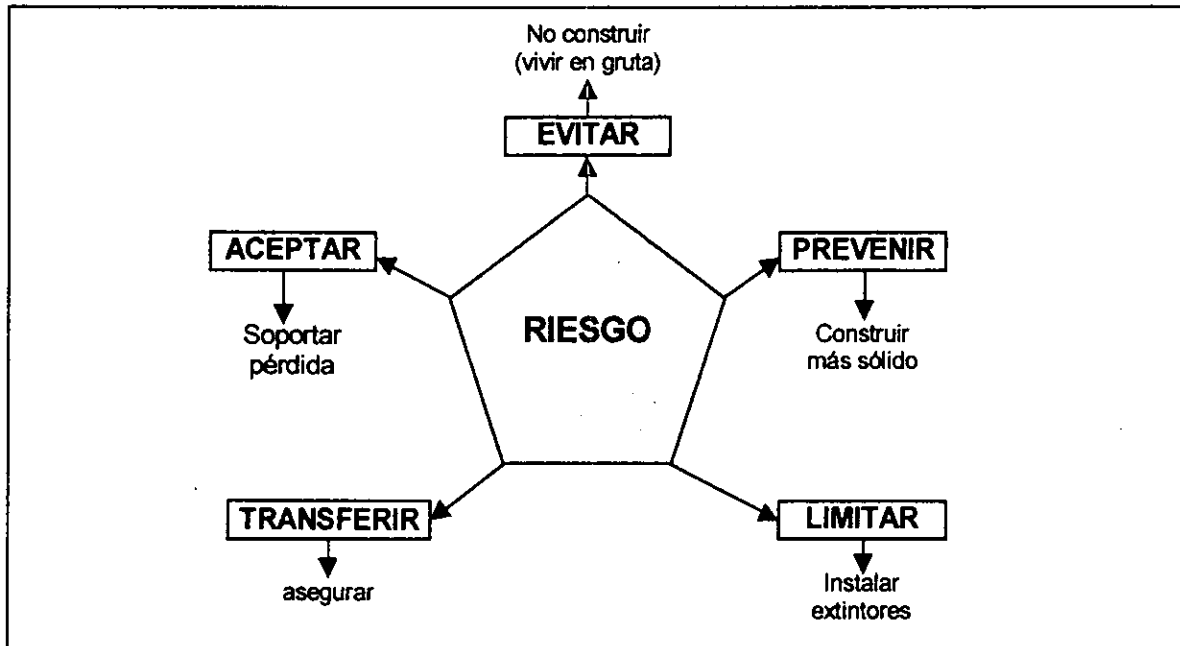 No construir
(vivir en gruta)
EVITAR
ACEPTAR
PREVENIR
Soportar
pérdida
RIESGO
Construir
más sólido
TRANSFERIR
LIMITAR
asegurar
Instalar
extintores